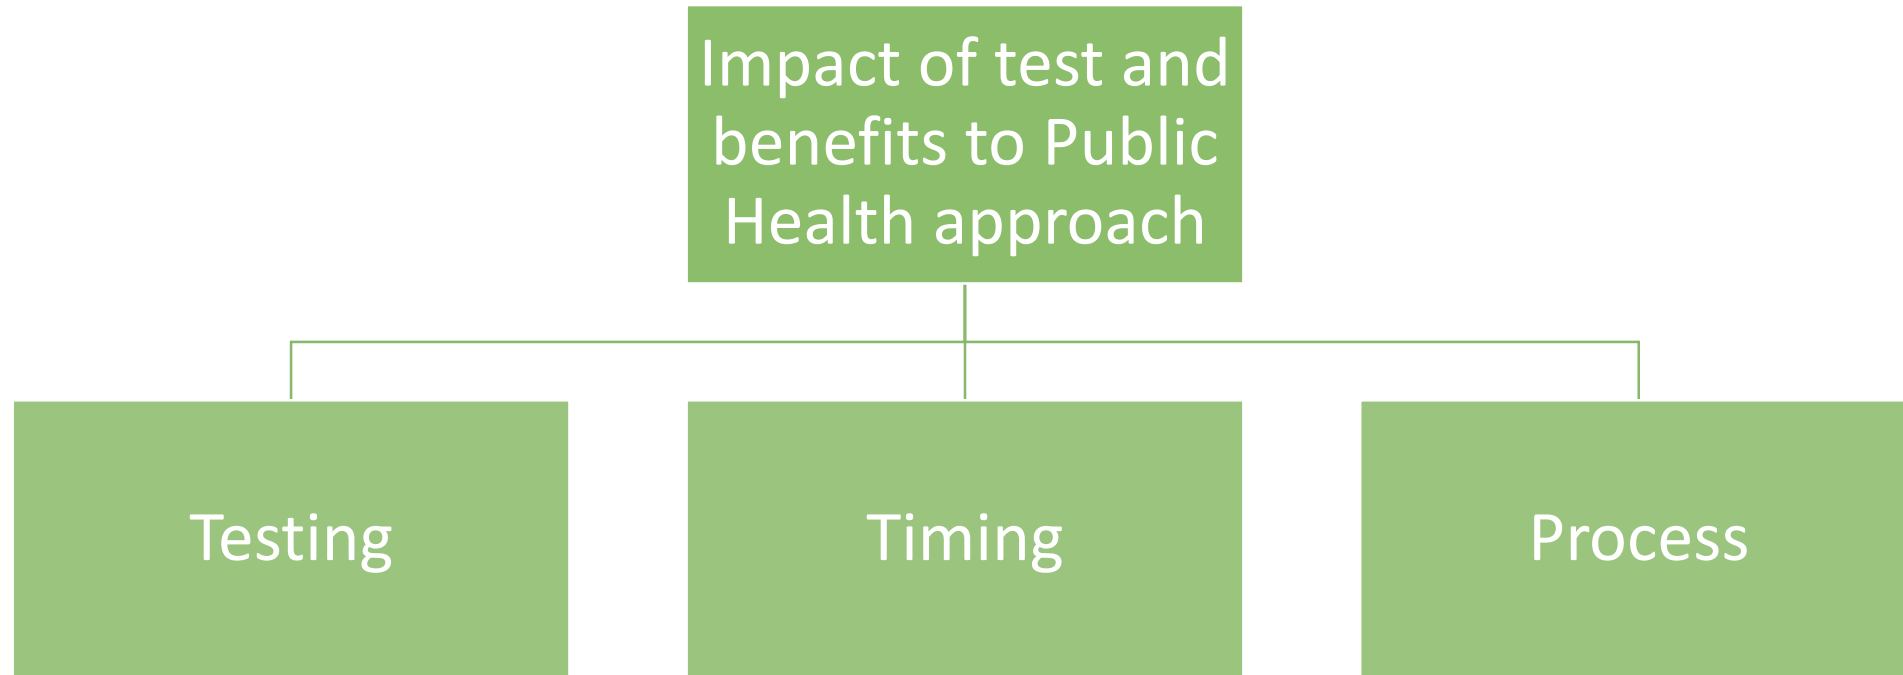 Impact of test and
benefits to Public
Health approach
Testing
Timing
Process